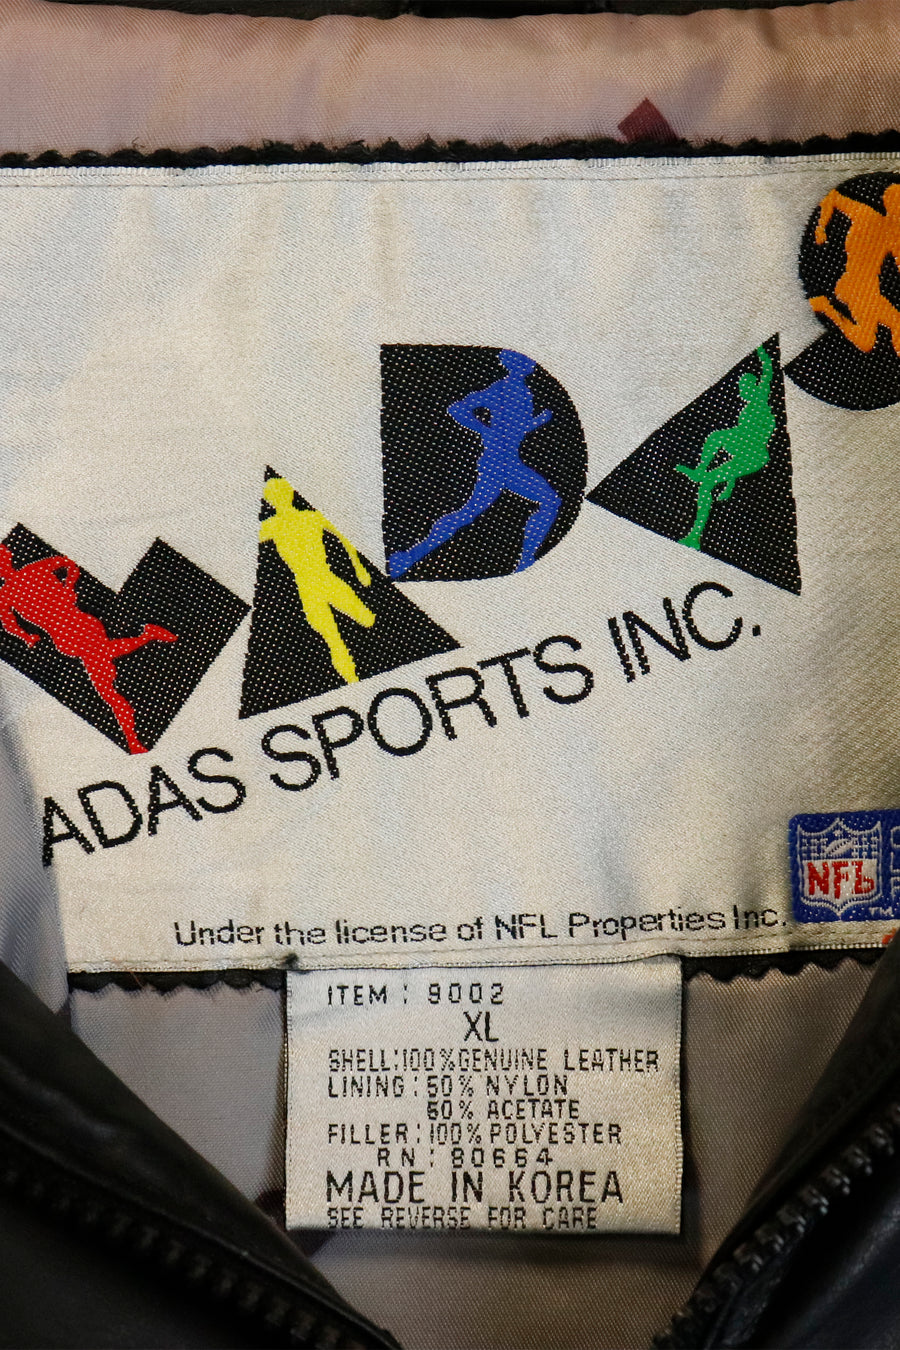 ADAS SPORTS INC.
Under the license of NFL Properties Inc.
NFL
TM
ITEM : 9002
XL
SHELL:100%GENUINE LEATHER
LINING:50% NYLON
50% ACETATE
FILLER:100%POLYESTER
RN:80664
MADE IN KOREA
SEE REVERSE FOR CARE